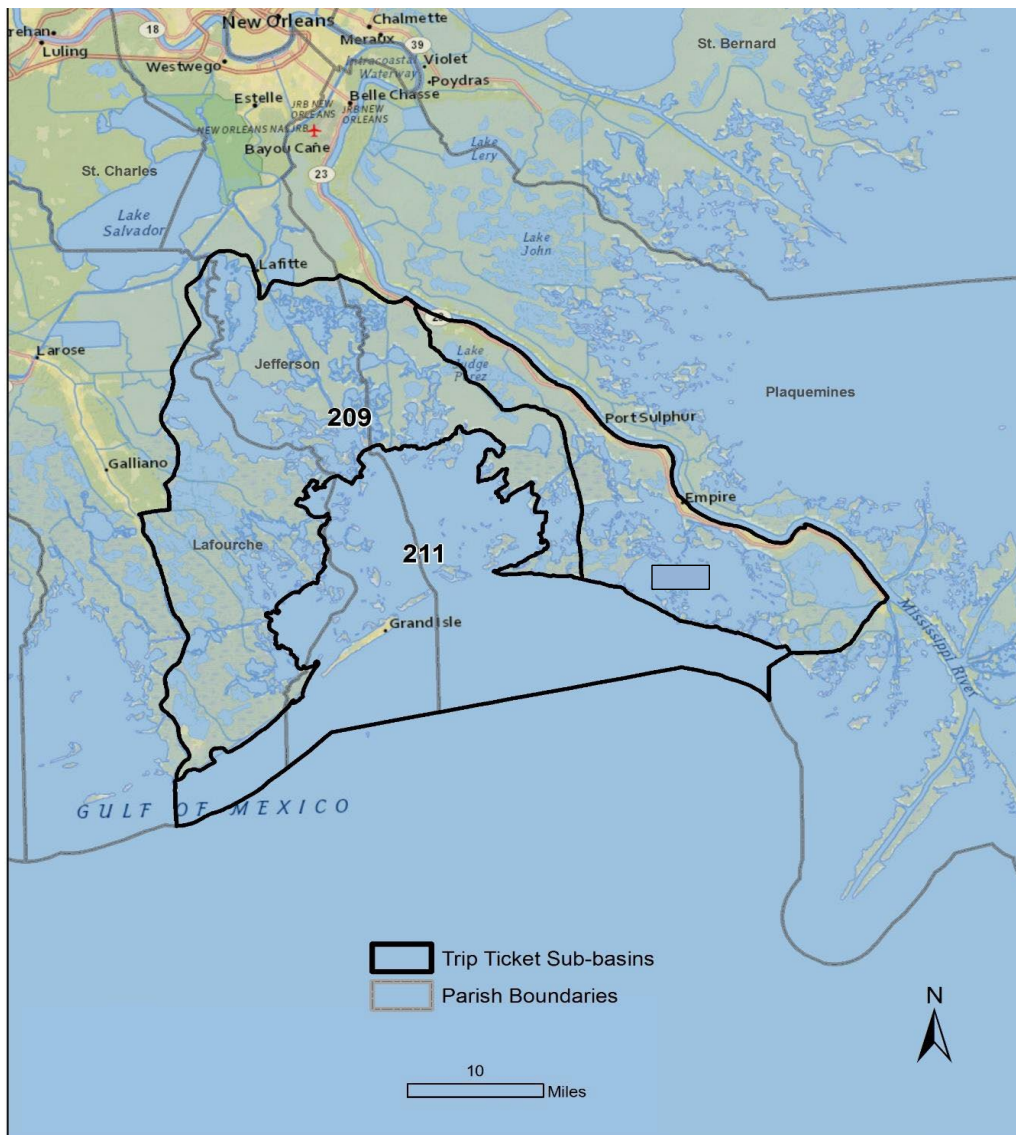 New Orleans
Chalmette
rehan
18
Luling
Meraux
39
St. Bernard
Westwego
Intracoastal
Waterway
Violet
Poydras
Estelle
JRB NEW
ORLEANS
Belle Chasse
JRB NEW
ORLEANS
NEW ORLEANS NAS JRB
Bayou Cane
Lake
Lery
St. Charles
23
Lake
Salvador
Lake
John
Lafitte
23
Larose
Jefferson
Lake
Judge
Perez
Plaquemines
209
Port Sulphur
Galliano
Empire
Lafourche
211
Grand Isle
Mississippi River
GULF OF MEXICO
Trip Ticket Sub-basins
Parish Boundaries
N
10
Miles